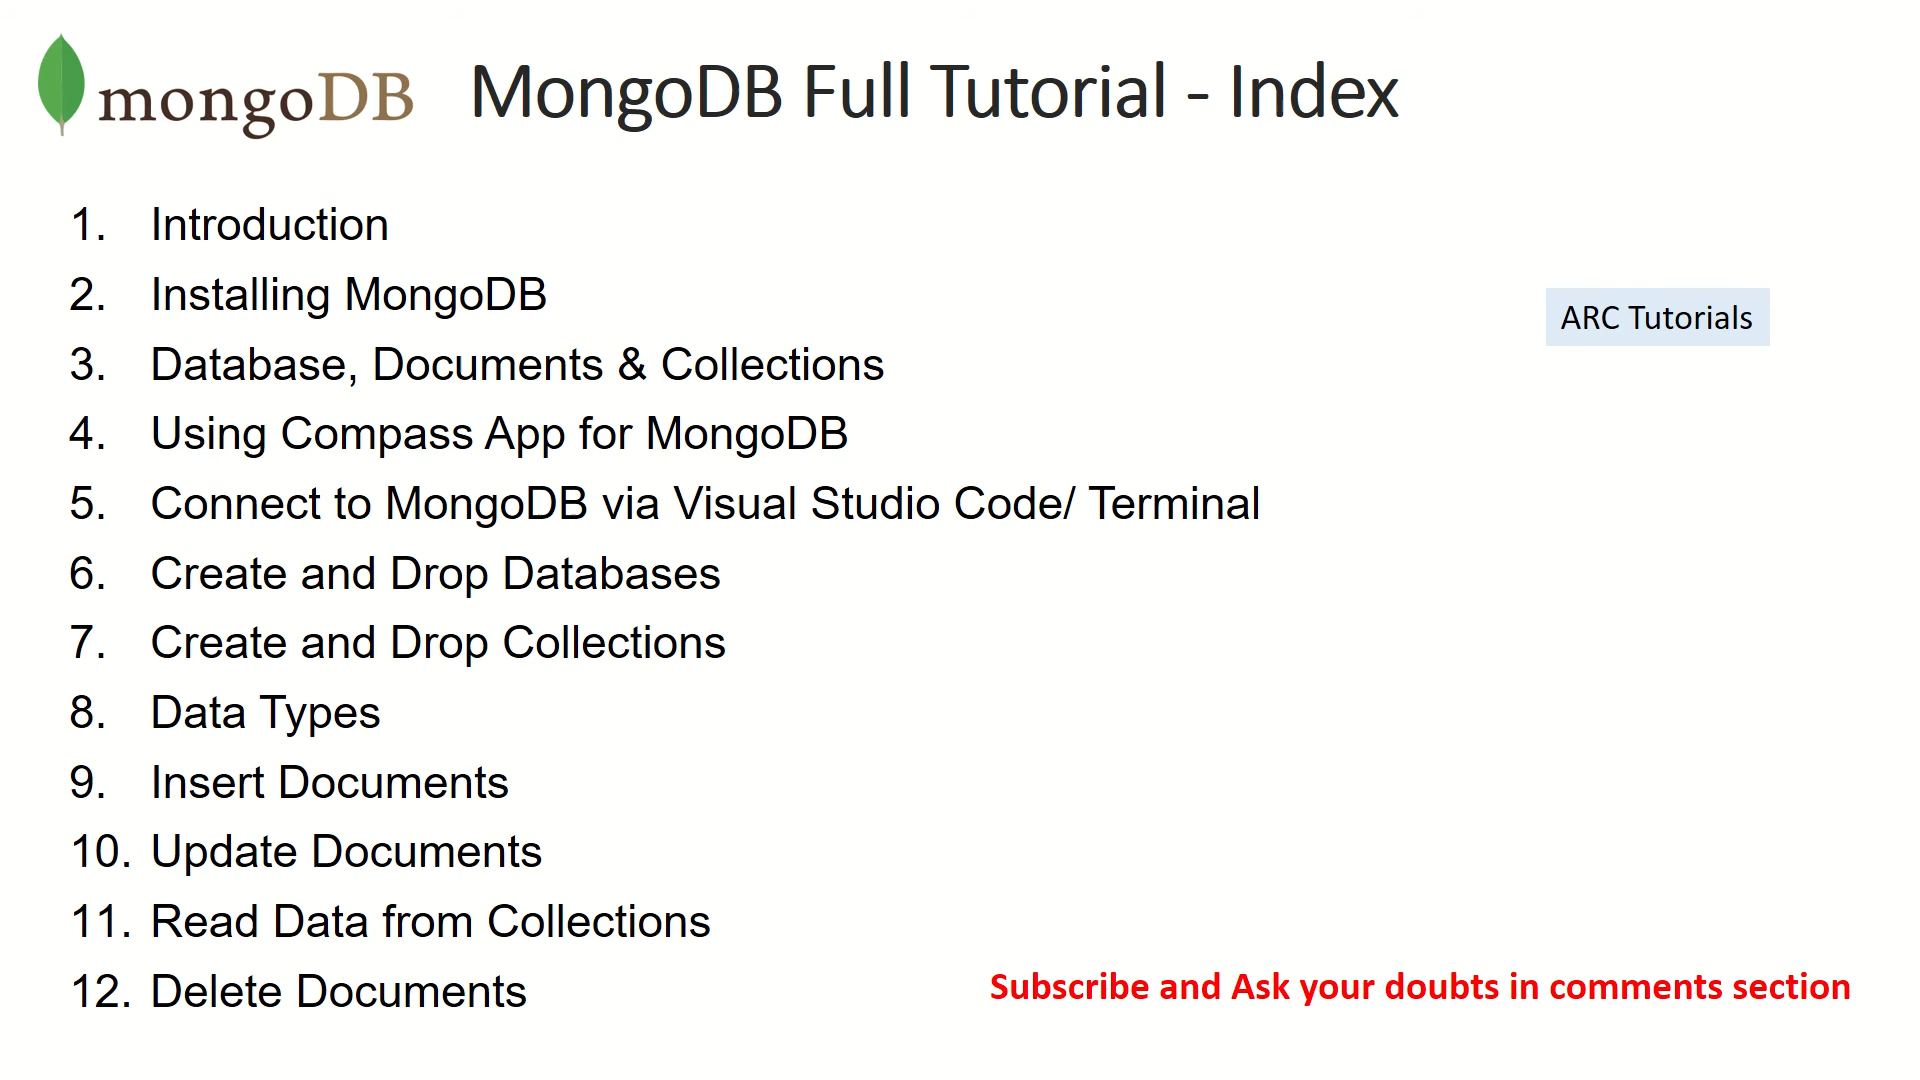 mongoDB
MongoDB Full Tutorial - Index
1. Introduction
2. Installing MongoDB
3. Database, Documents & Collections
4. Using Compass App for MongoDB
5. Connect to MongoDB via Visual Studio Code/ Terminal
6. Create and Drop Databases
7. Create and Drop Collections
8. Data Types
9. Insert Documents
10. Update Documents
11. Read Data from Collections
12. Delete Documents
ARC Tutorials
Subscribe and Ask your doubts in comments section